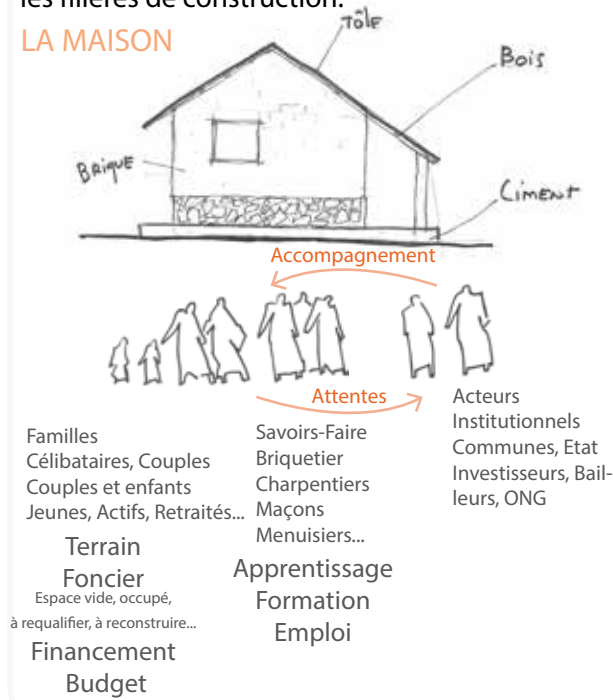 les filières de construction.
LA MAISON
TÔLE
Bois
BRIQUE
CIMENT
Accompagnement
Attentes
Familles
Célibataires, Couples
Couples et enfants
Jeunes, Actifs, Retraités...
Terrain
Foncier
Espace vide, occupé,
à requalifier, à reconstruire...
Financement
Budget
Savoirs-Faire
Briquetier
Charpentiers
Maçons
Menuisiers...
Apprentissage
Formation
Emploi
Acteurs
Institutionnels
Communes, Etat
Investisseurs, Bail-
leurs, ONG